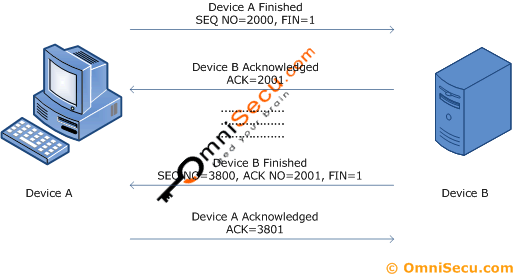 Device A Finished
SEQ NO=2000, FIN=1
Device B Acknowledged
ACK=2001
OmniSecu.com
feed your brain
Device B Finished
SEQ NO=3800, ACK NO=2001, FIN=1
Device A
Device B
Device A Acknowledged
ACK=3801
© OmniSecu.com